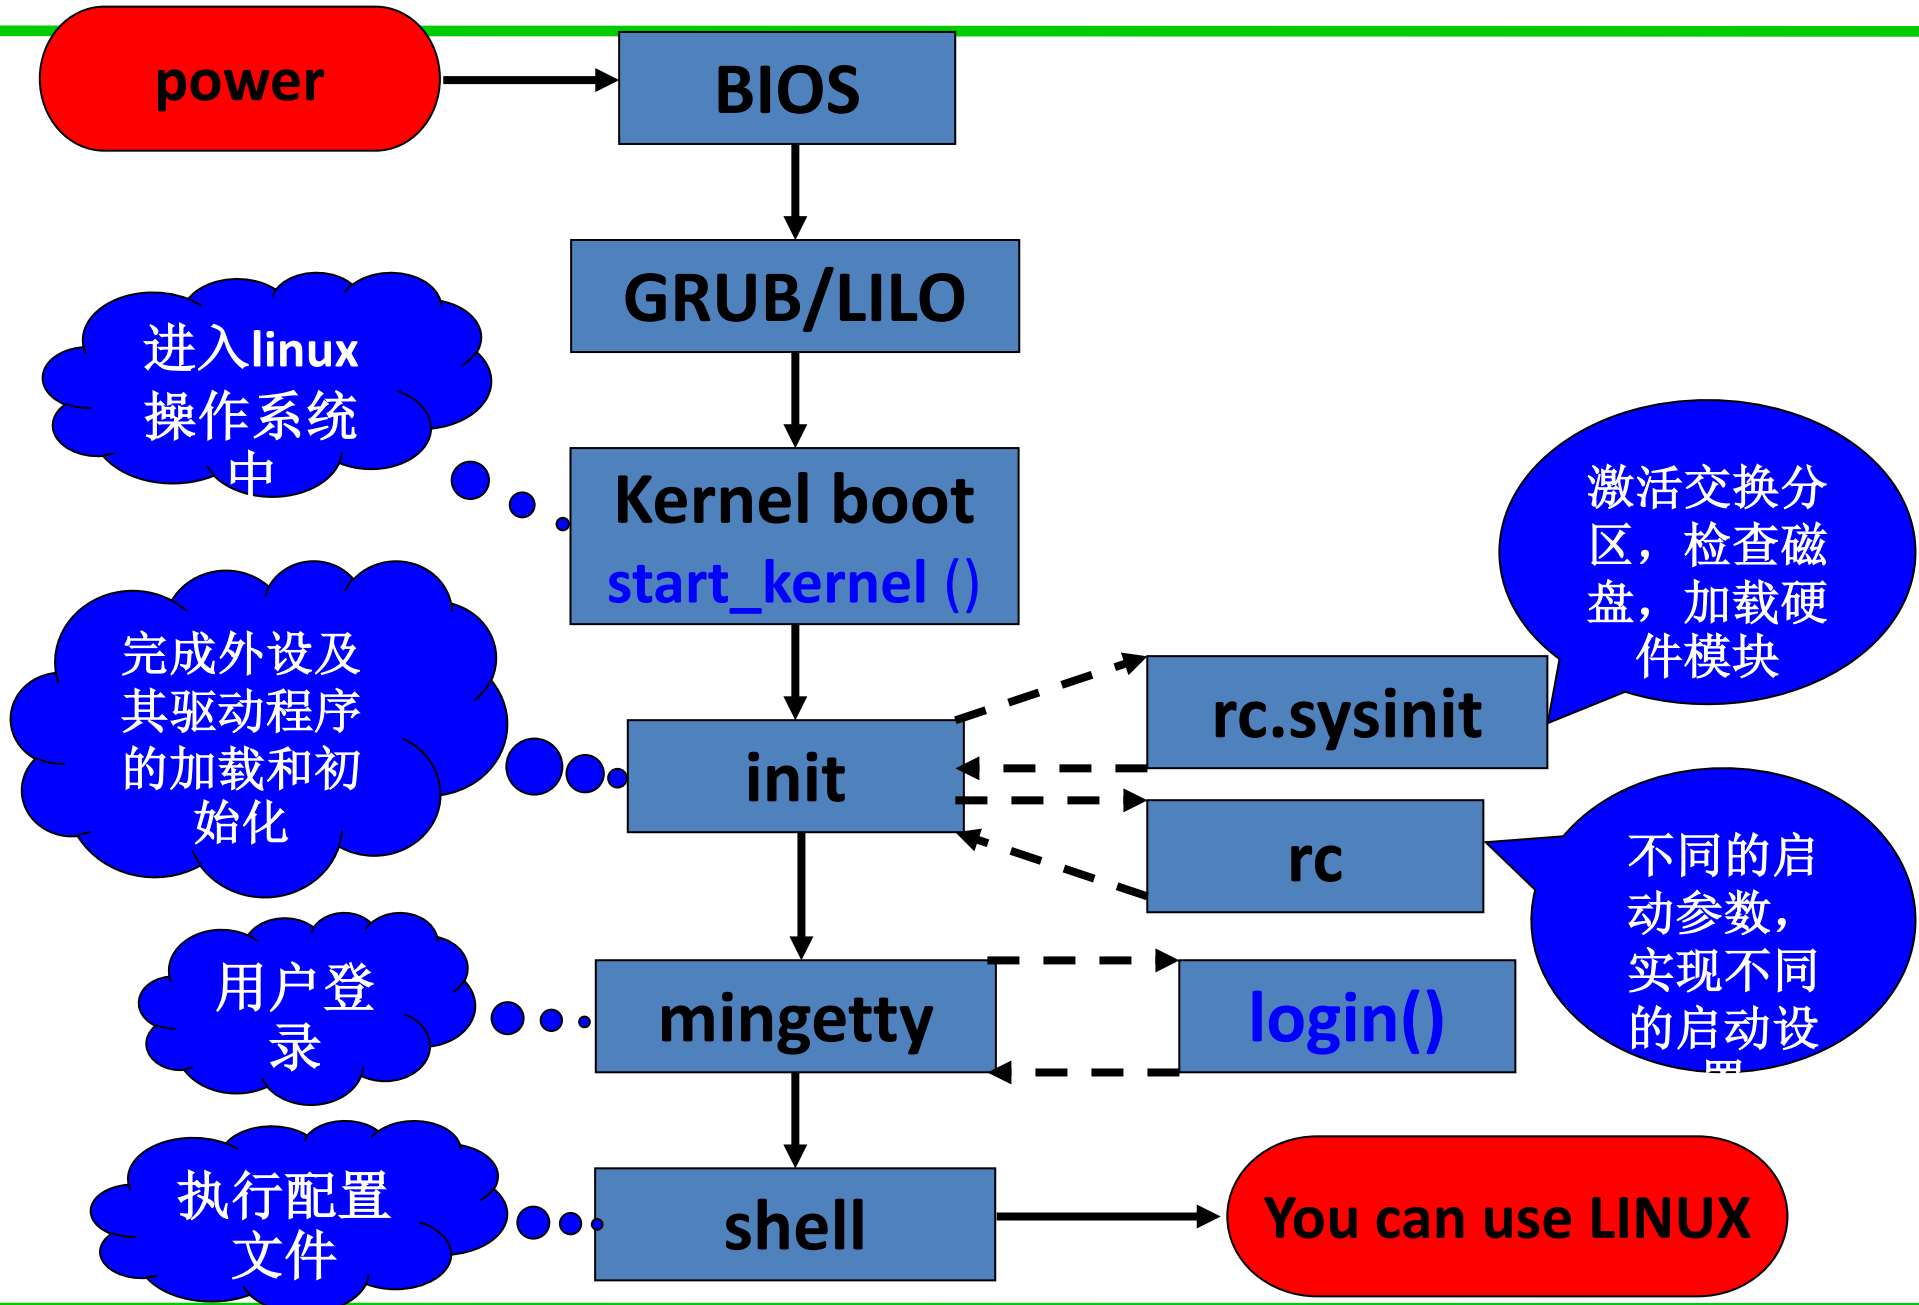 power
BIOS
GRUB/LILO
进入linux
操作系统
中
Kernel boot
start_kernel ()
激活交换分
区，检查磁
盘，加载硬
件模块
完成外设及
其驱动程序
的加载和初
始化
rc.sysinit
init
rc
不同的启
动参数，
实现不同
的启动设
用户登
录
mingetty
login()
执行配置
文件
shell
You can use LINUX